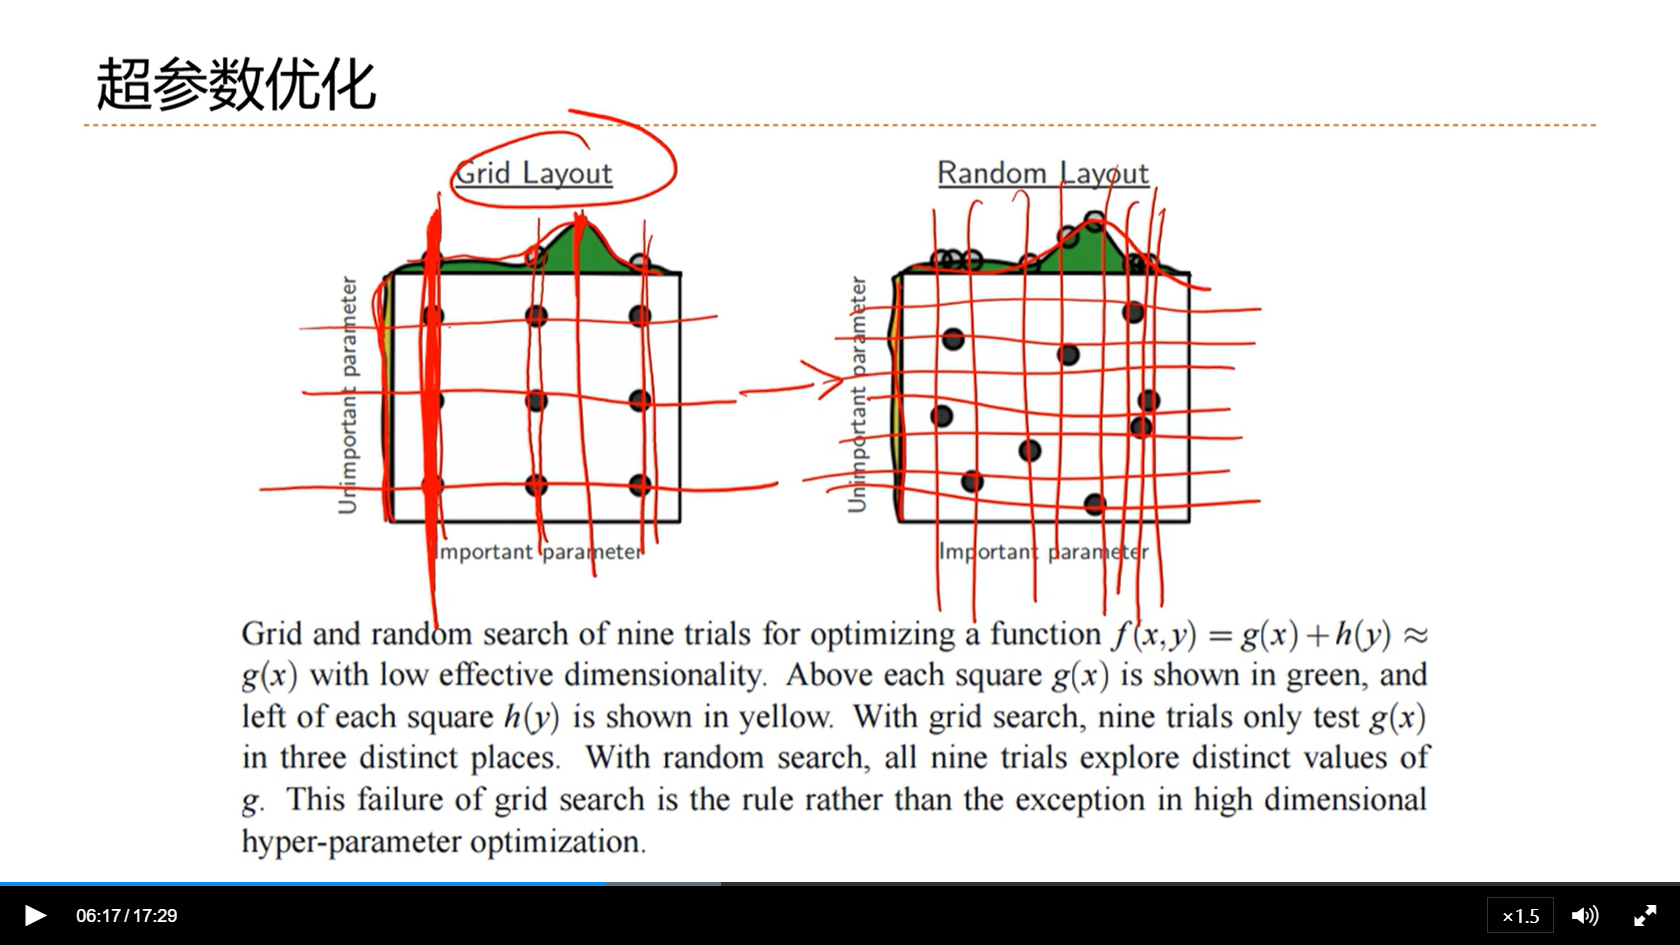 超参数优化
Grid Layout
Random Layout
Unimportant parameter
Important parameter
Unimportant parameter
Important parameter
Grid and random search of nine trials for optimizing a function f(x,y) = g(x)+h(y) ≈
g(x) with low effective dimensionality. Above each square g(x) is shown in green, and
left of each square h(y) is shown in yellow. With grid search, nine trials only test g(x)
in three distinct places. With random search, all nine trials explore distinct values of
g. This failure of grid search is the rule rather than the exception in high dimensional
hyper-parameter optimization.
06:17/17:29
×1.5